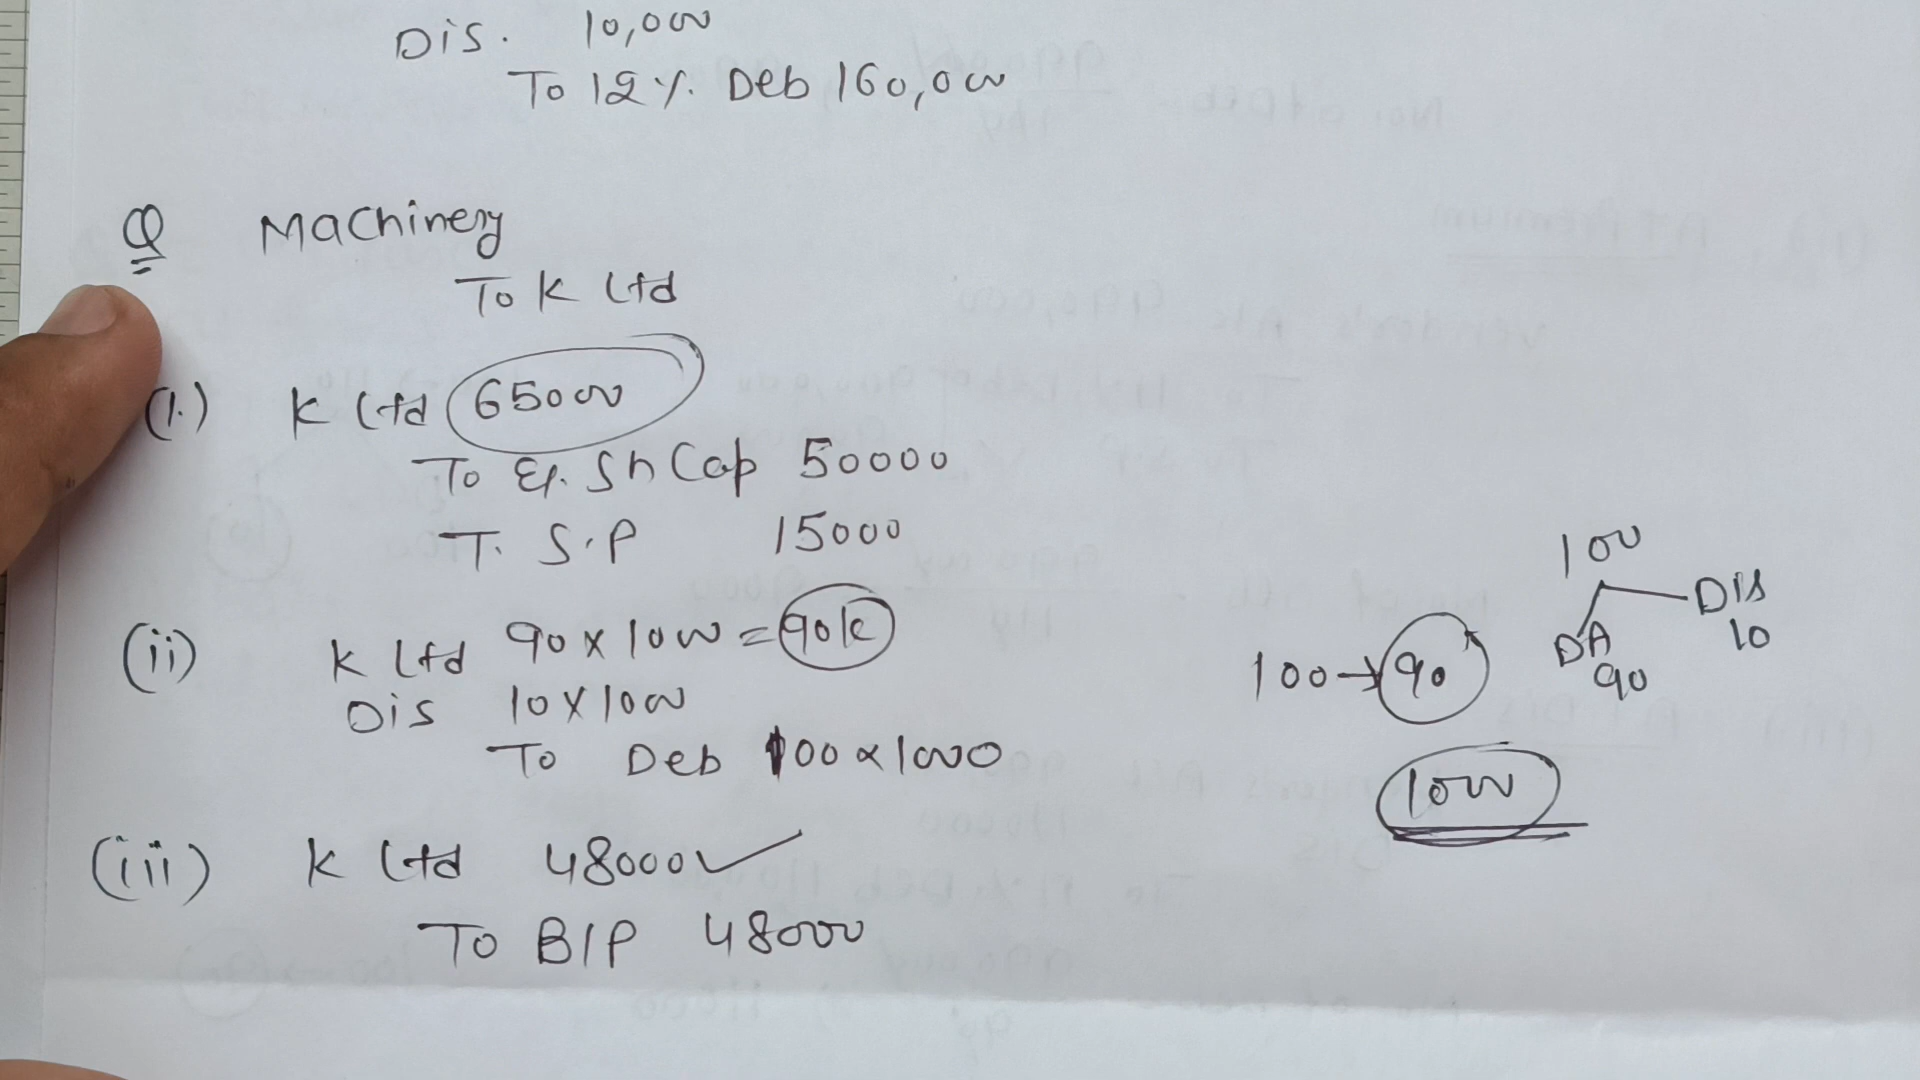 Dis. 10,000
To 12 %. Deb 160,000
Q Machinery
To K Ltd
(i.) K Ltd 65000
To Eq. Sh Cap 50000
T. S.P 15000
(ii) K Ltd 90 x 1000 = 90k
Dis 10 x 1000
To Deb 100 x 1000
100
Dis
10
DA
90
100 → 90
1000
(iii) K Ltd 48000 ✓
To B/P 48000